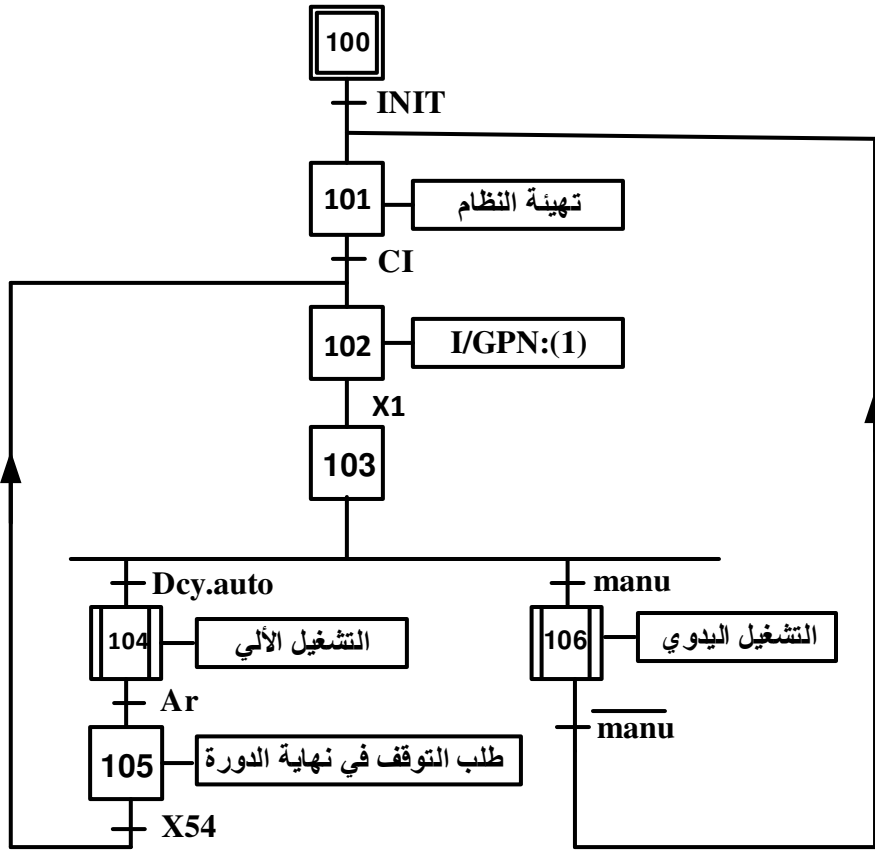 100
INIT
101
تهيئة النظام
CI
102
I/GPN:(1)
X1
103
Dcy.auto
manu
104
التشغيل الألي
106
التشغيل اليدوي
Ar
manu
105
طلب التوقف في نهاية الدورة
X54